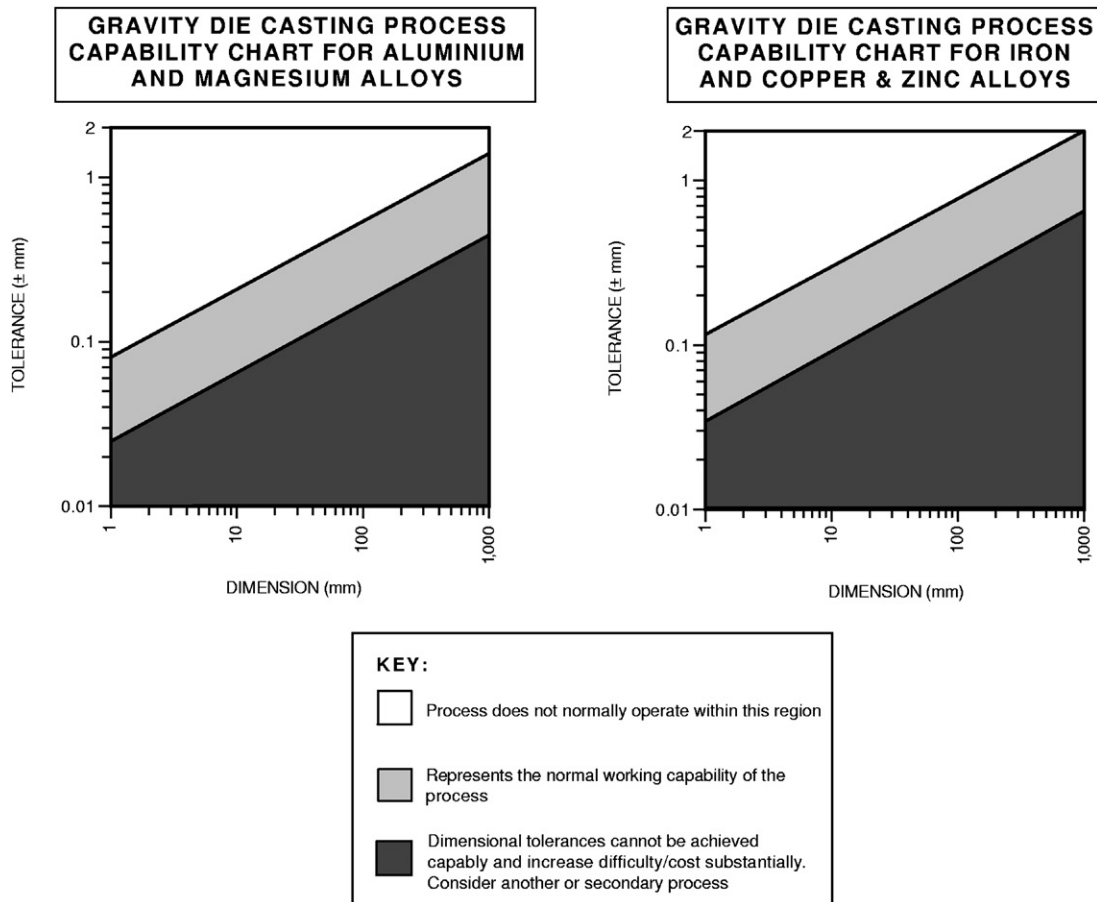 GRAVITY DIE CASTING PROCESS
CAPABILITY CHART FOR ALUMINIUM
AND MAGNESIUM ALLOYS
2
1
0.1
0.01
TOLERANCE (± mm)
1
10
100
1,000
DIMENSION (mm)
GRAVITY DIE CASTING PROCESS
CAPABILITY CHART FOR IRON
AND COPPER & ZINC ALLOYS
2
1
0.1
0.01
TOLERANCE (± mm)
1
10
100
1,000
DIMENSION (mm)
KEY:
Process does not normally operate within this region
Represents the normal working capability of the
process
Dimensional tolerances cannot be achieved
capably and increase difficulty/cost substantially.
Consider another or secondary process